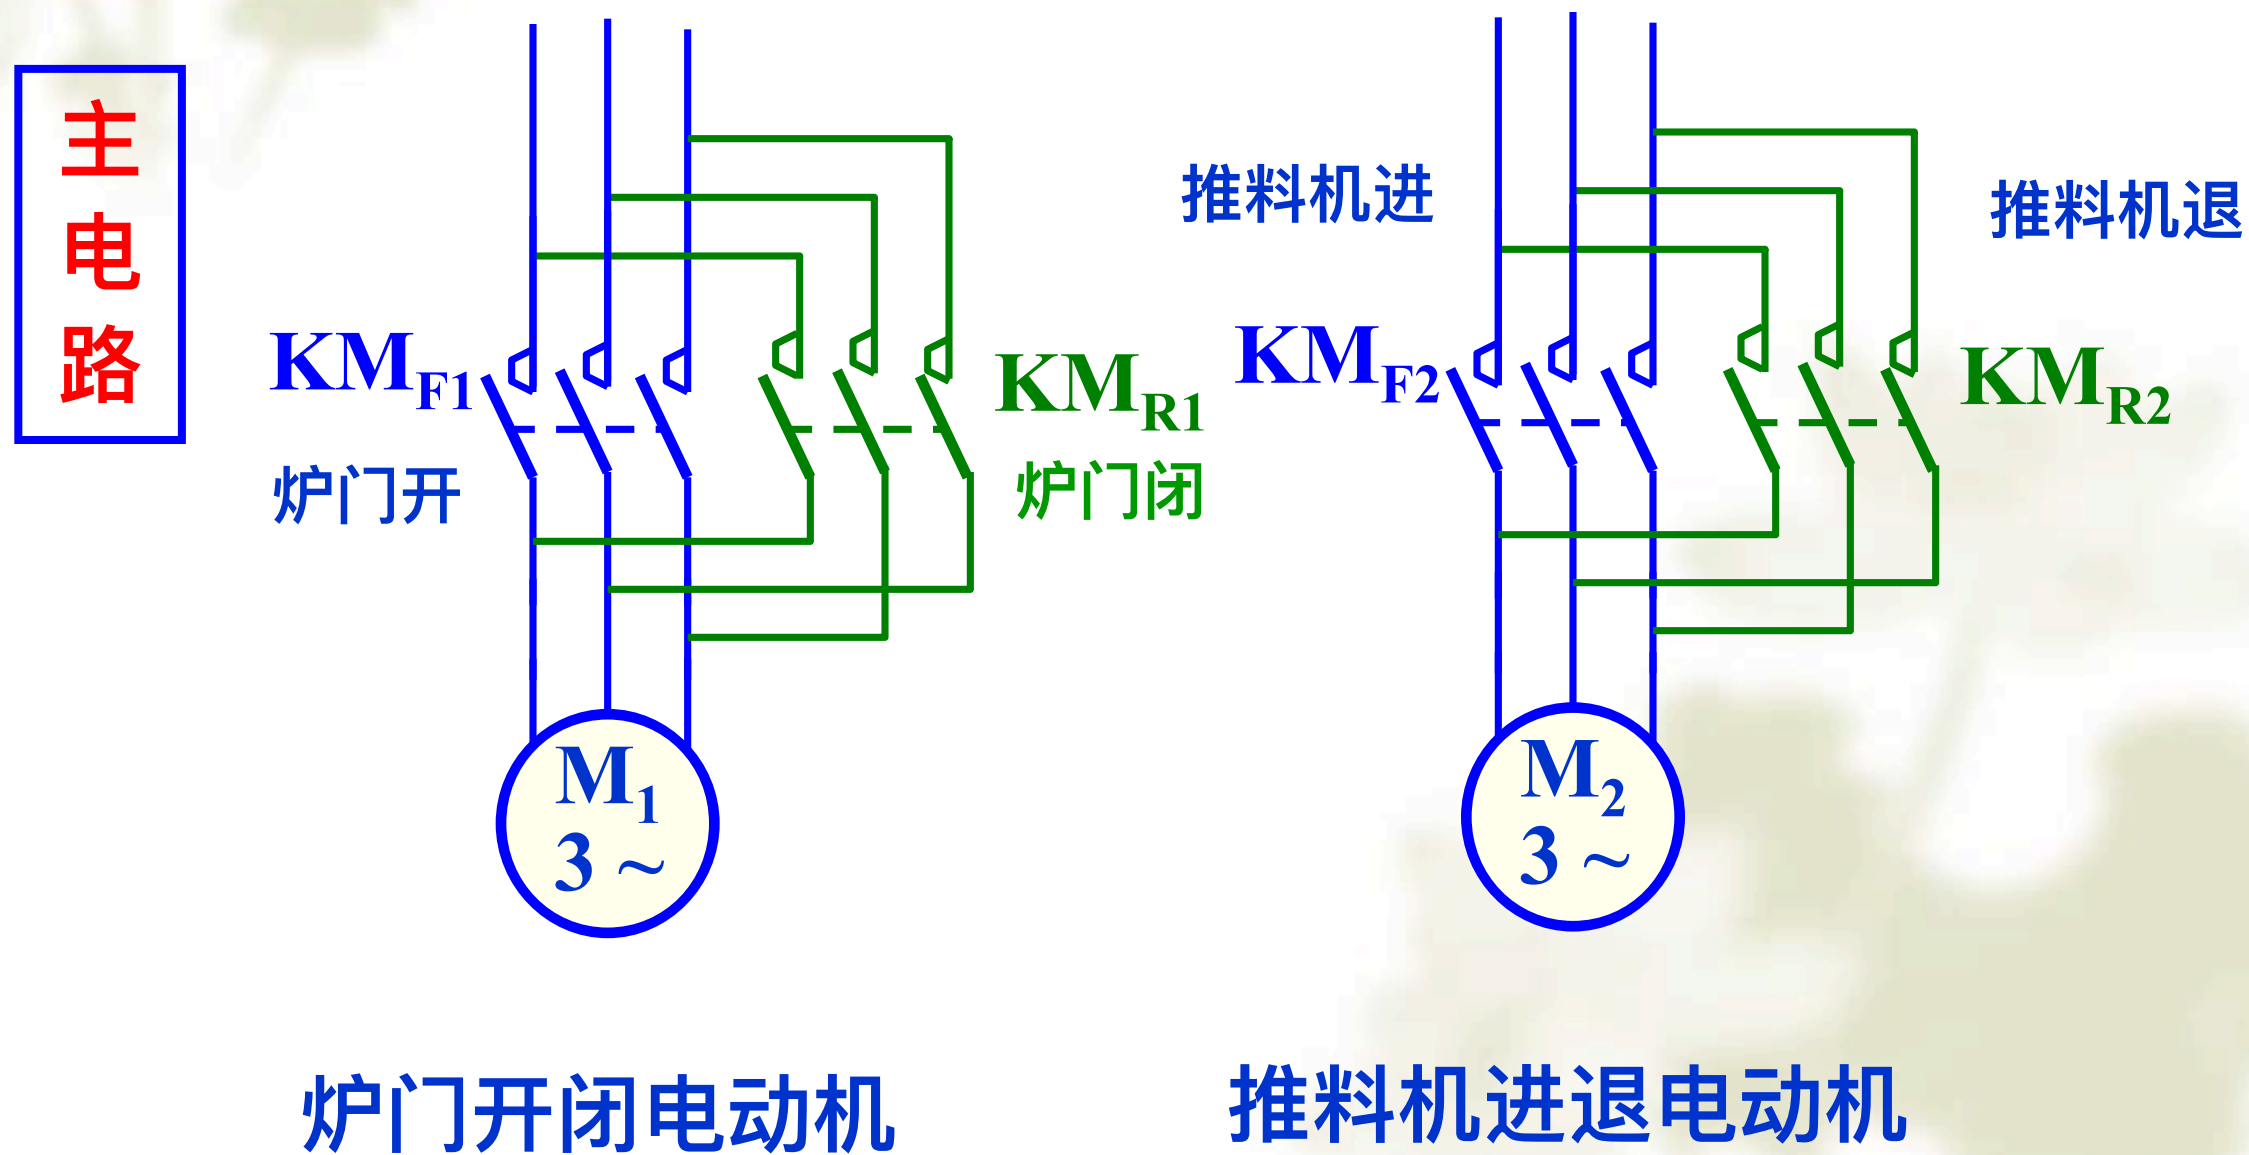 主
电
路
推料机进
推料机退
KMF1
KMR1
KMF2
KMR2
炉门开
炉门闭
M1
3 ~
M2
3 ~
炉门开闭电动机
推料机进退电动机